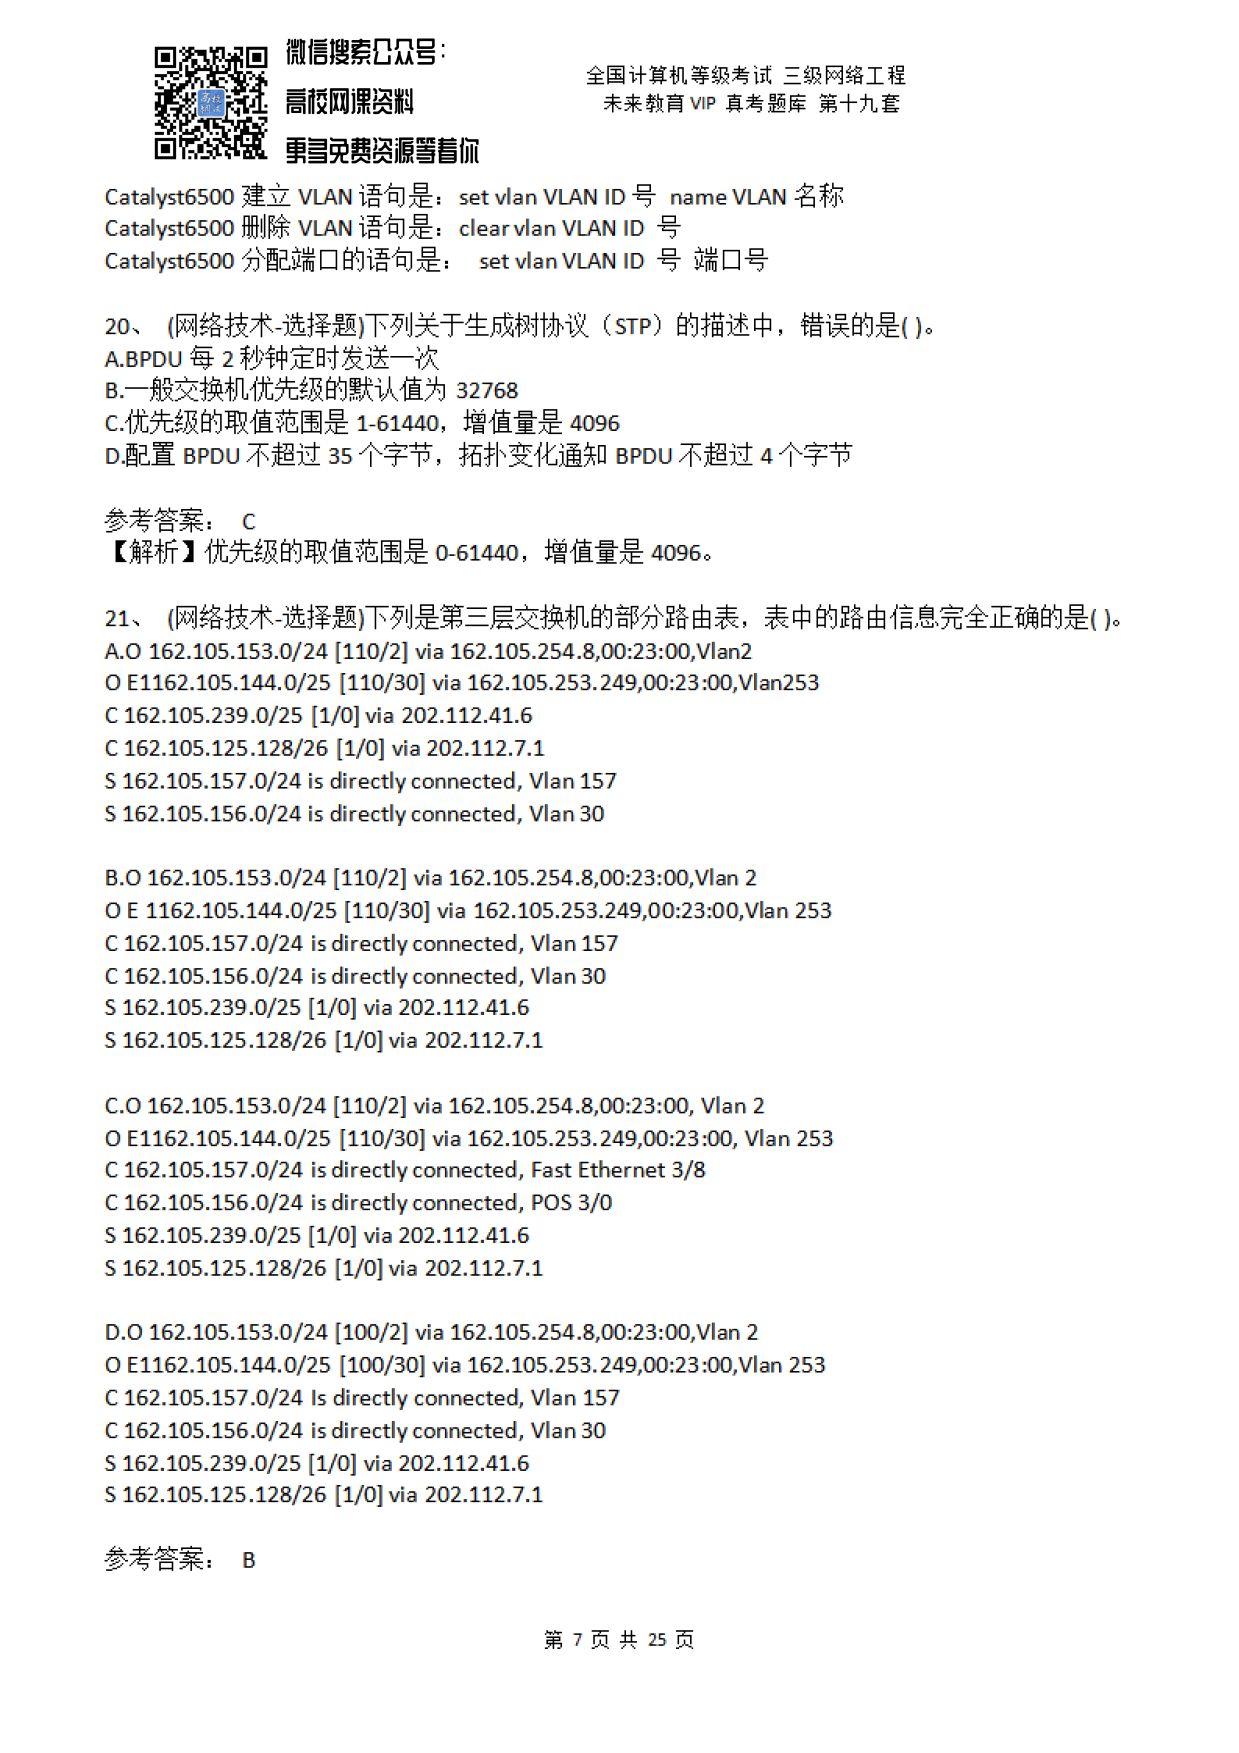 微信搜索公众号:
高校网课资料
更多免费资源等着你
全国计算机等级考试 三级网络工程
未来教育 VIP 真考题库 第十九套
Catalyst6500 建立 VLAN 语句是：set vlan VLAN ID 号 name VLAN 名称
Catalyst6500 删除 VLAN 语句是：clear vlan VLAN ID 号
Catalyst6500 分配端口的语句是： set vlan VLAN ID 号 端口号
20、 (网络技术-选择题)下列关于生成树协议（STP）的描述中，错误的是( )。
A.BPDU 每 2 秒钟定时发送一次
B.一般交换机优先级的默认值为 32768
C.优先级的取值范围是 1-61440，增值量是 4096
D.配置 BPDU 不超过 35 个字节，拓扑变化通知 BPDU 不超过 4 个字节
参考答案： C
【解析】优先级的取值范围是 0-61440，增值量是 4096。
21、 (网络技术-选择题)下列是第三层交换机的部分路由表，表中的路由信息完全正确的是( )。
A.O 162.105.153.0/24 [110/2] via 162.105.254.8,00:23:00,Vlan2
O E1162.105.144.0/25 [110/30] via 162.105.253.249,00:23:00,Vlan253
C 162.105.239.0/25 [1/0] via 202.112.41.6
C 162.105.125.128/26 [1/0] via 202.112.7.1
S 162.105.157.0/24 is directly connected, Vlan 157
S 162.105.156.0/24 is directly connected, Vlan 30
B.O 162.105.153.0/24 [110/2] via 162.105.254.8,00:23:00,Vlan 2
O E 1162.105.144.0/25 [110/30] via 162.105.253.249,00:23:00,Vlan 253
C 162.105.157.0/24 is directly connected, Vlan 157
C 162.105.156.0/24 is directly connected, Vlan 30
S 162.105.239.0/25 [1/0] via 202.112.41.6
S 162.105.125.128/26 [1/0] via 202.112.7.1
C.O 162.105.153.0/24 [110/2] via 162.105.254.8,00:23:00, Vlan 2
O E1162.105.144.0/25 [110/30] via 162.105.253.249,00:23:00, Vlan 253
C 162.105.157.0/24 is directly connected, Fast Ethernet 3/8
C 162.105.156.0/24 is directly connected, POS 3/0
S 162.105.239.0/25 [1/0] via 202.112.41.6
S 162.105.125.128/26 [1/0] via 202.112.7.1
D.O 162.105.153.0/24 [100/2] via 162.105.254.8,00:23:00,Vlan 2
O E1162.105.144.0/25 [100/30] via 162.105.253.249,00:23:00,Vlan 253
C 162.105.157.0/24 Is directly connected, Vlan 157
C 162.105.156.0/24 is directly connected, Vlan 30
S 162.105.239.0/25 [1/0] via 202.112.41.6
S 162.105.125.128/26 [1/0] via 202.112.7.1
参考答案： B
第 7 页 共 25 页